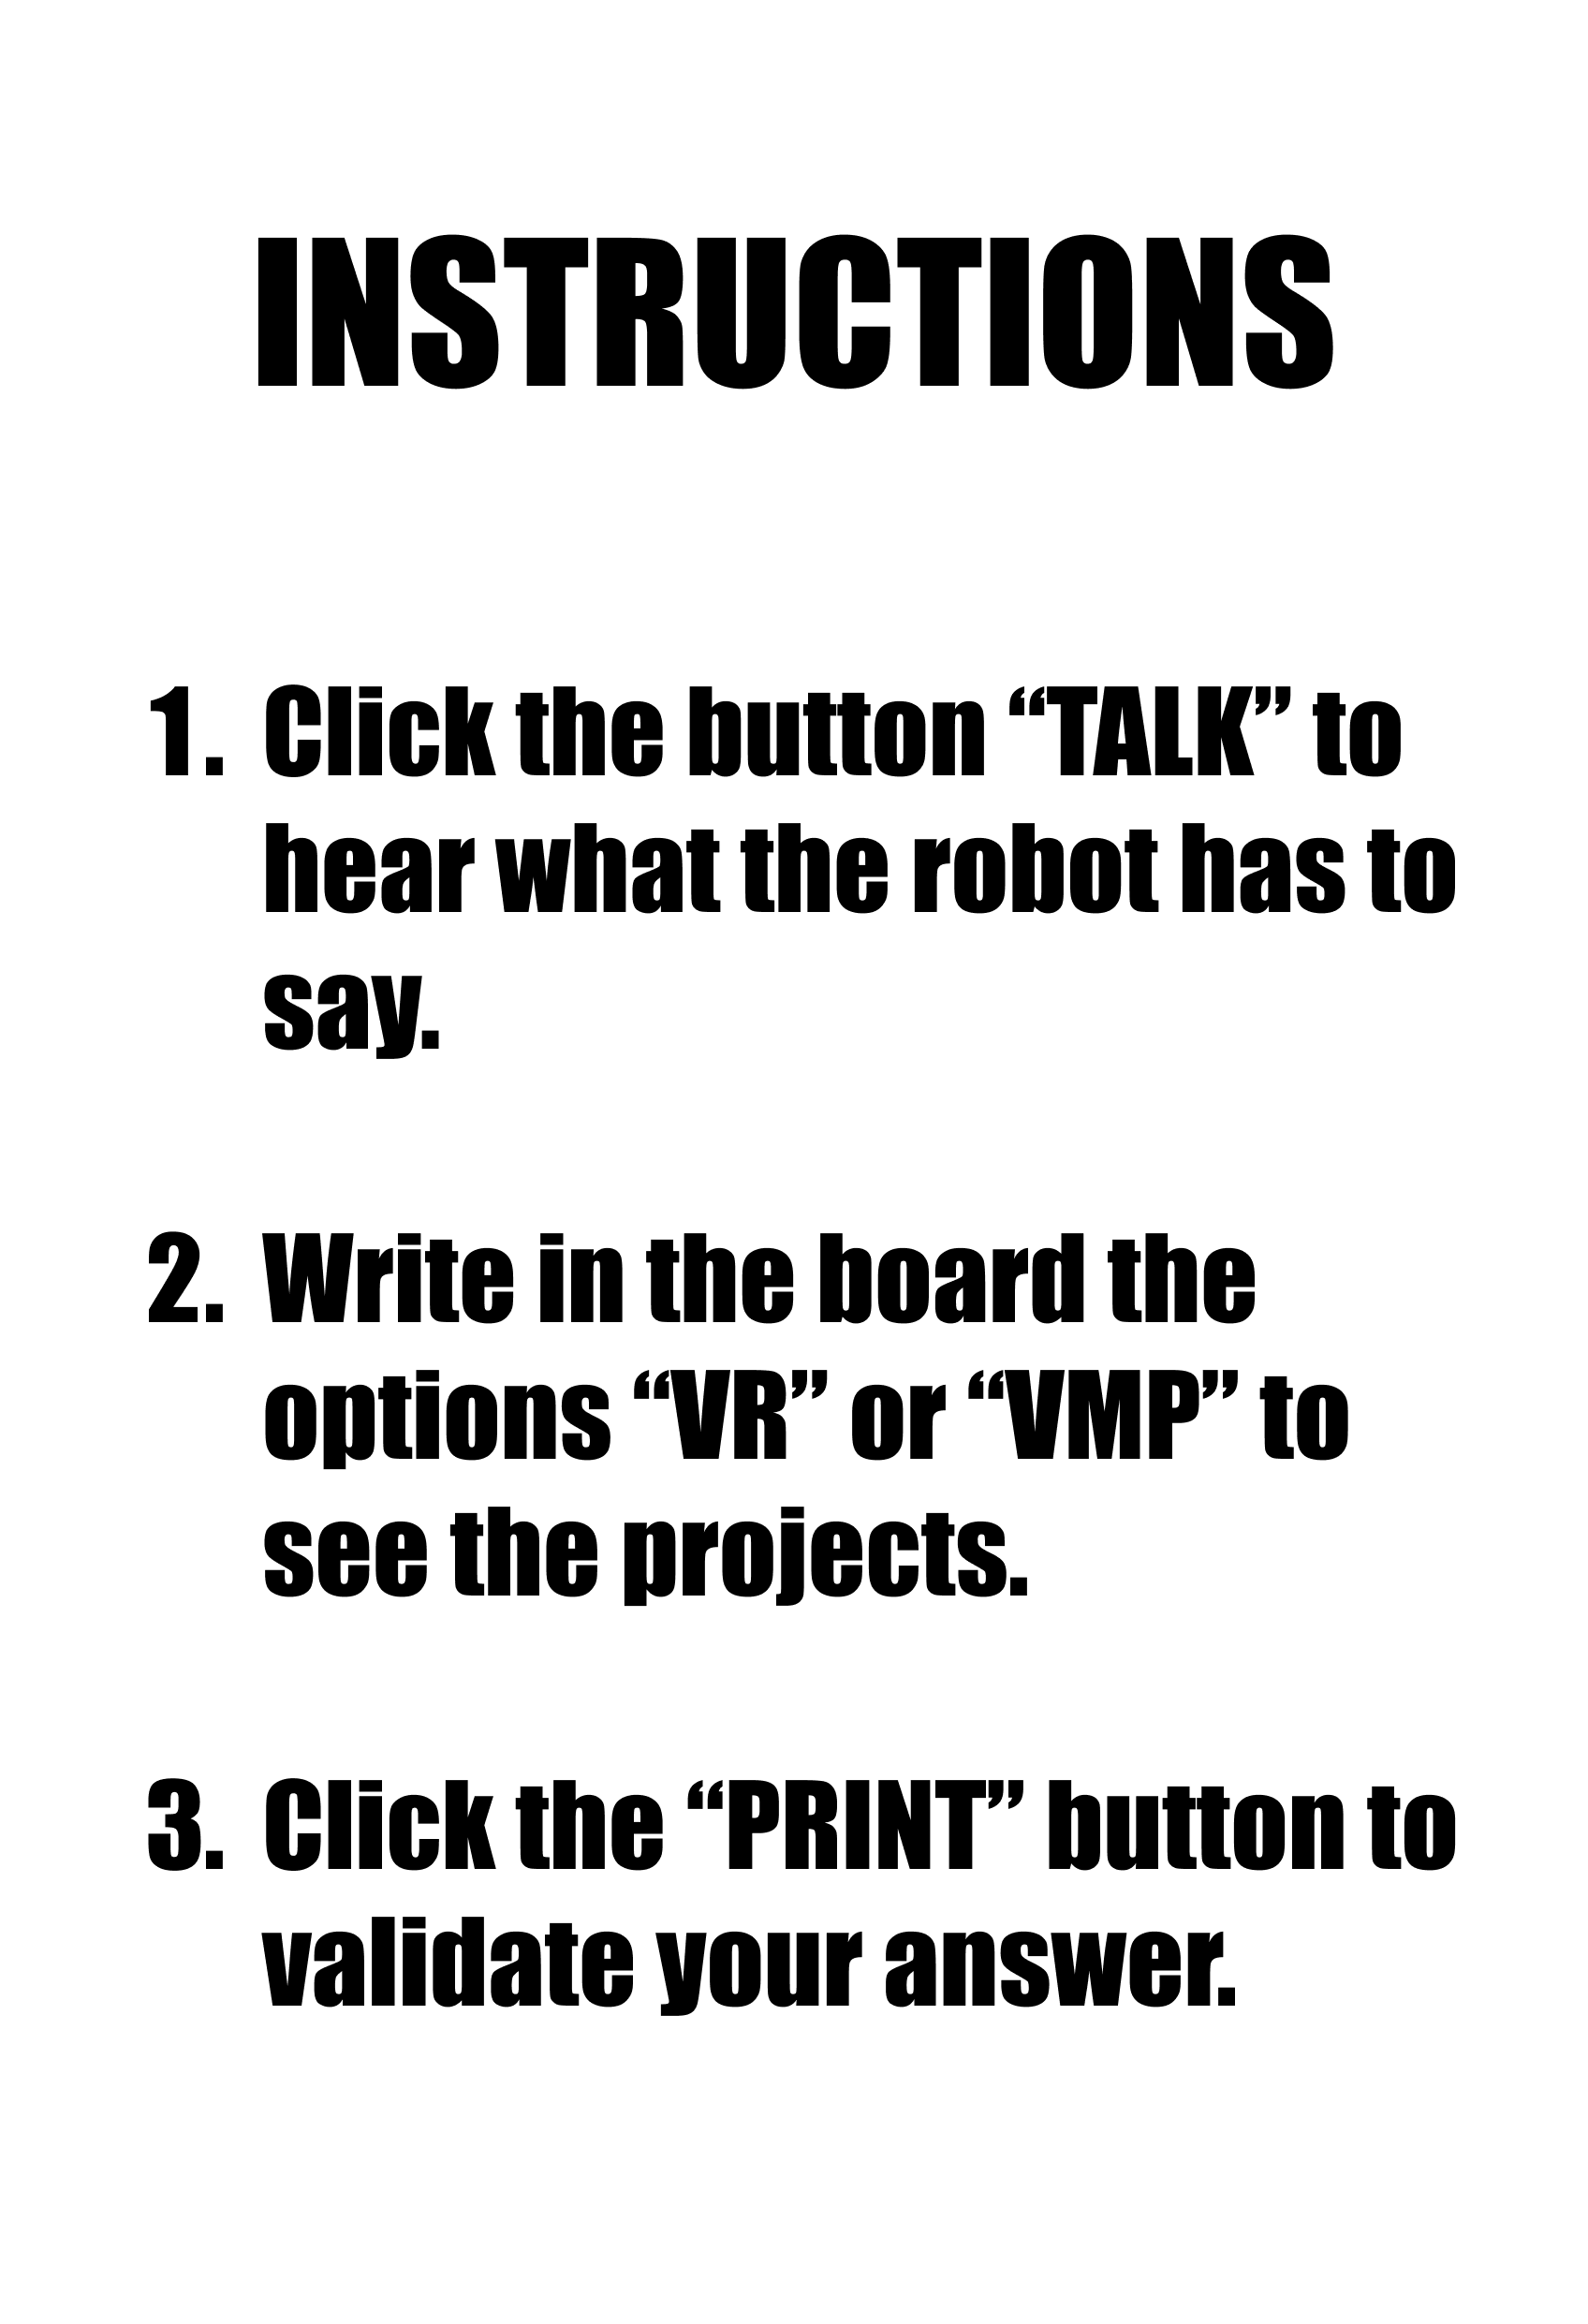 INSTRUCTIONS
1. Click the button “TALK” to
hear what the robot has to
say.
2. Write in the board the
options “VR” or “VMP” to
see the projects.
3. Click the “PRINT” button to
validate your answer.